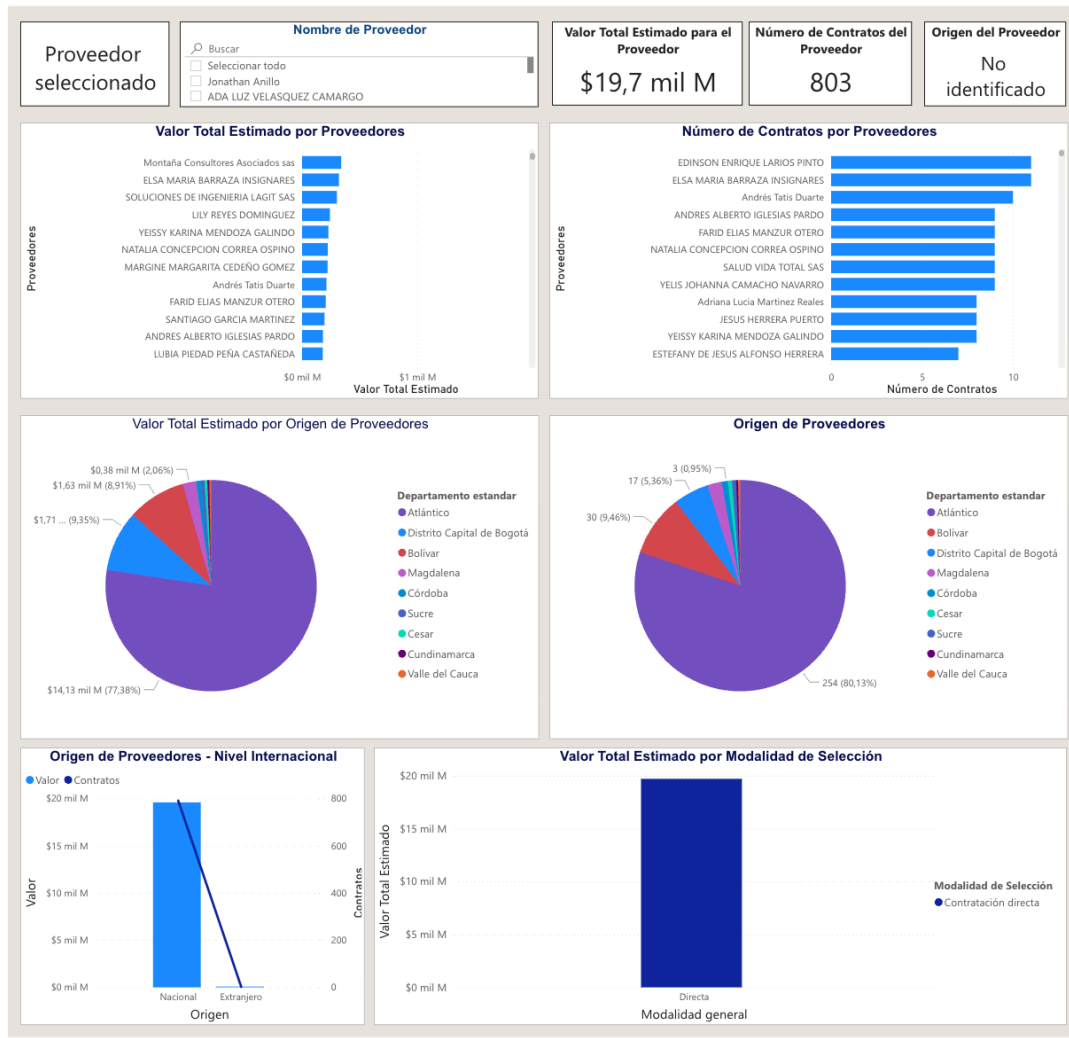 Proveedor
seleccionado
Nombre de Proveedor
Buscar
Seleccionar todo
Jonathan Anillo
ADA LUZ VELASQUEZ CAMARGO
Valor Total Estimado para el
Proveedor
$19,7 mil M
Número de Contratos del
Proveedor
803
Origen del Proveedor
No
identificado
Valor Total Estimado por Proveedores
Proveedores
Montaña Consultores Asociados sas
ELSA MARIA BARRAZA INSIGNARES
SOLUCIONES DE INGENIERIA LAGIT SAS
LILY REYES DOMINGUEZ
YEISSY KARINA MENDOZA GALINDO
NATALIA CONCEPCION CORREA OSPINO
MARGINE MARGARITA CEDEÑO GOMEZ
Andrés Tatis Duarte
FARID ELIAS MANZUR OTERO
SANTIAGO GARCIA MARTINEZ
ANDRES ALBERTO IGLESIAS PARDO
LUBIA PIEDAD PEÑA CASTAÑEDA
$0 mil M
$1 mil M
Valor Total Estimado
Número de Contratos por Proveedores
Proveedores
EDINSON ENRIQUE LARIOS PINTO
ELSA MARIA BARRAZA INSIGNARES
Andrés Tatis Duarte
ANDRES ALBERTO IGLESIAS PARDO
FARID ELIAS MANZUR OTERO
NATALIA CONCEPCION CORREA OSPINO
SALUD VIDA TOTAL SAS
YELIS JOHANNA CAMACHO NAVARRO
Adriana Lucia Martinez Reales
JESUS HERRERA PUERTO
YEISSY KARINA MENDOZA GALINDO
ESTEFANY DE JESUS ALFONSO HERRERA
0
5
10
Número de Contratos
Valor Total Estimado por Origen de Proveedores
$0,38 mil M (2,06%)
$1,63 mil M (8,91%)
$1,71 ... (9,35%)
$14,13 mil M (77,38%)
Departamento estandar
Atlántico
Distrito Capital de Bogotá
Bolívar
Magdalena
Córdoba
Sucre
Cesar
Cundinamarca
Valle del Cauca
Origen de Proveedores
3 (0,95%)
17 (5,36%)
30 (9,46%)
254 (80,13%)
Departamento estandar
Atlántico
Bolívar
Distrito Capital de Bogotá
Magdalena
Córdoba
Cesar
Sucre
Cundinamarca
Valle del Cauca
Origen de Proveedores - Nivel Internacional
Valor
Contratos
$20 mil M
$15 mil M
$10 mil M
$5 mil M
$0 mil M
Valor
800
600
400
200
0
Contratos
Nacional
Extranjero
Origen
Valor Total Estimado por Modalidad de Selección
Valor Total Estimado
$20 mil M
$15 mil M
$10 mil M
$5 mil M
$0 mil M
Directa
Modalidad general
Modalidad de Selección
Contratación directa